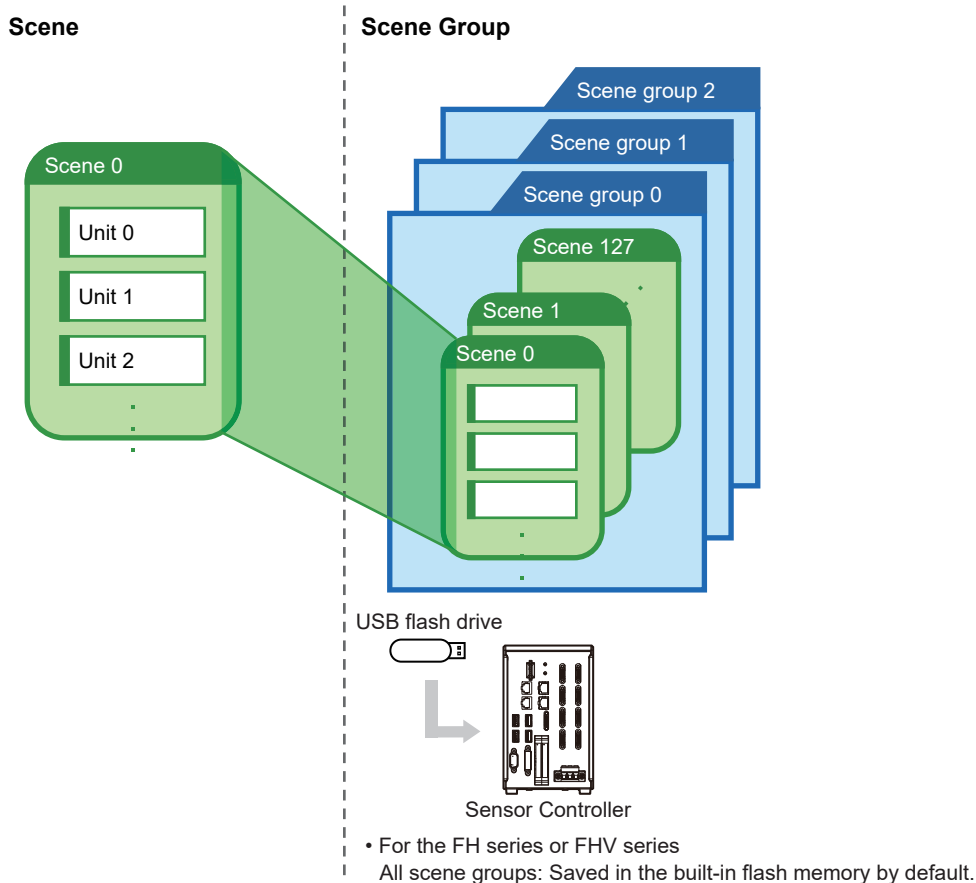 Scene
Scene Group
Scene 0
Unit 0
Unit 1
Unit 2
Scene group 2
Scene group 1
Scene group 0
Scene 127
Scene 1
Scene 0
USB flash drive
Sensor Controller
• For the FH series or FHV series
All scene groups: Saved in the built-in flash memory by default.